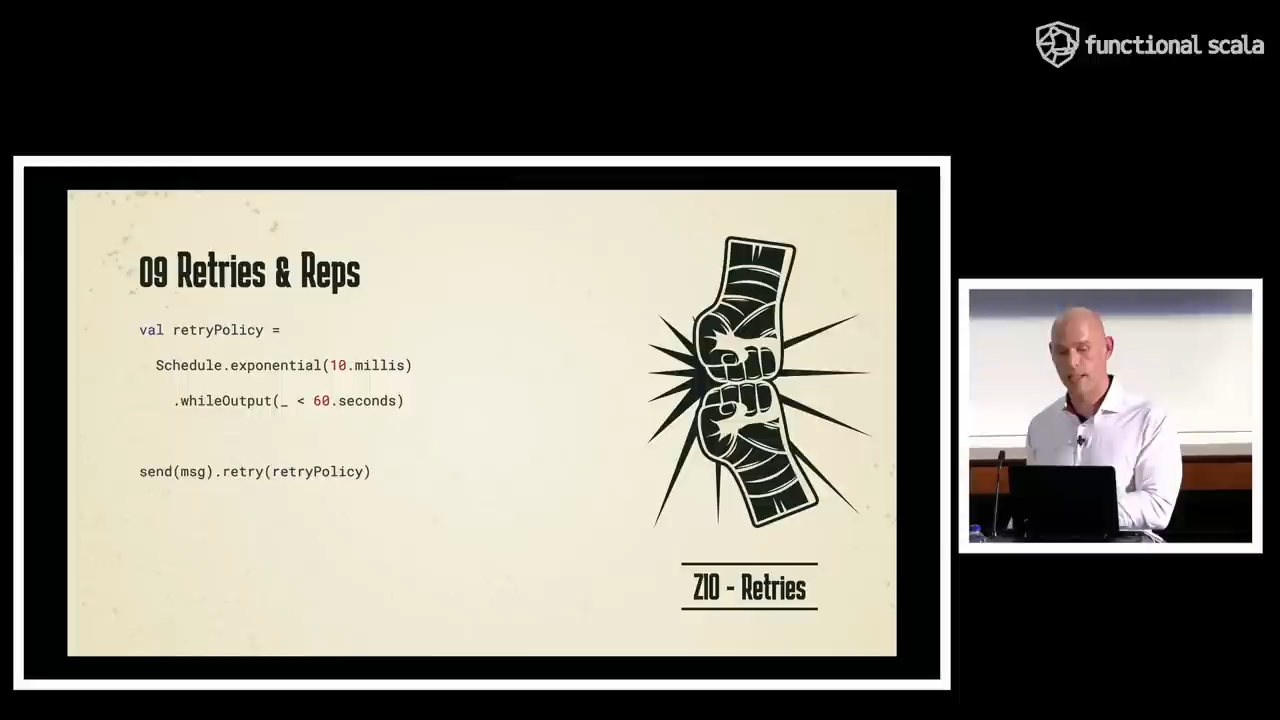 functional scala
09 Retries & Reps
val retryPolicy =
Schedule.exponential(10.millis)
.whileOutput(_ < 60.seconds)
send(msg).retry(retryPolicy)
ZIO - Retries